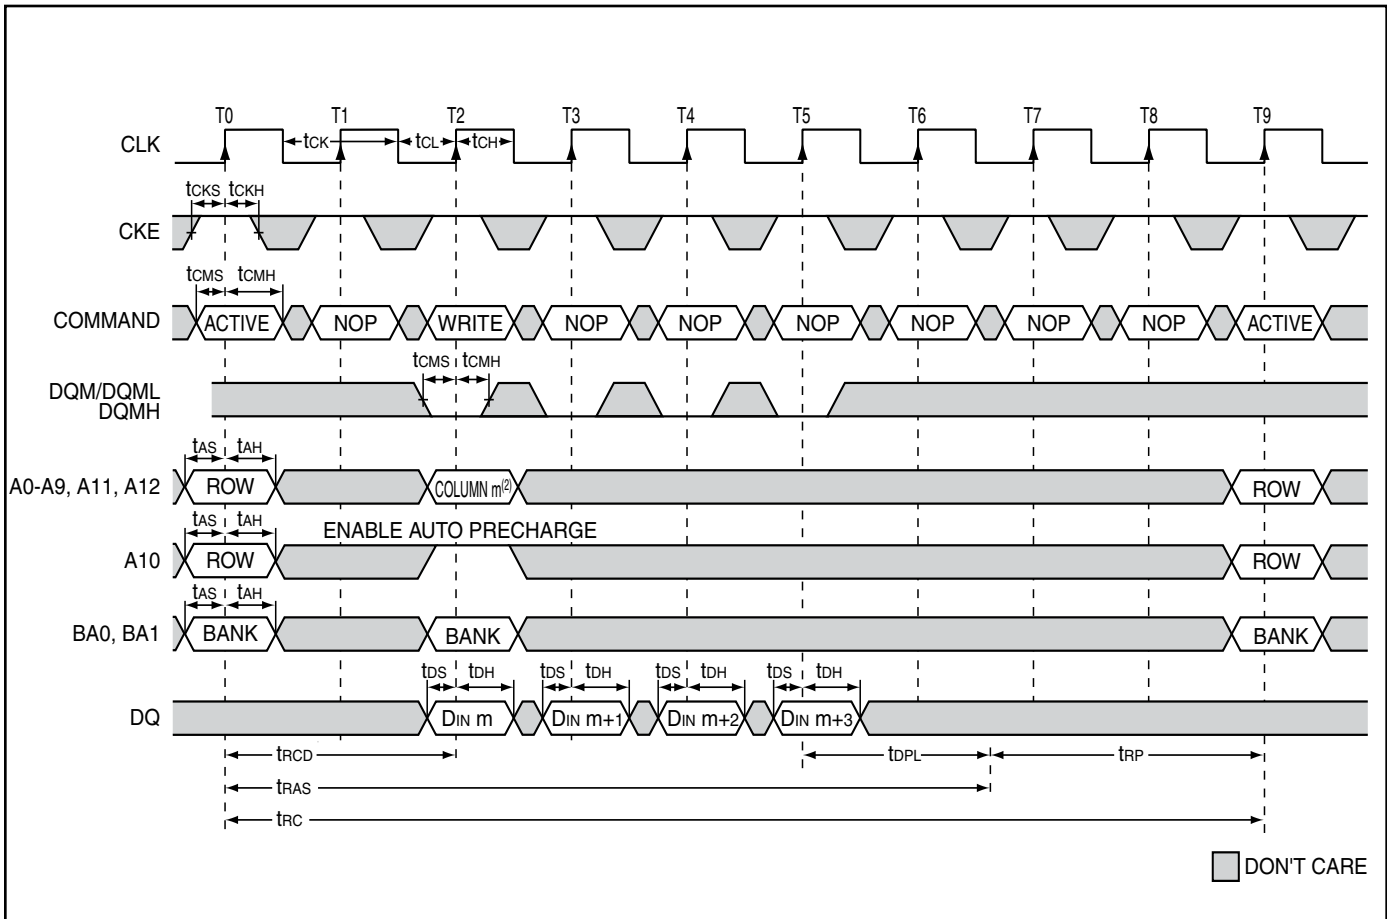 T0 T1 T2 T3 T4 T5 T6 T7 T8 T9
CLK tCK tCL tCH
tCKS tCKH
CKE
tCMS tCMH
COMMAND ACTIVE NOP WRITE NOP NOP NOP NOP NOP NOP ACTIVE
tCMS tCMH
DQM/DQML
DQMH
tAS tAH
A0-A9, A11, A12 ROW COLUMN m(2) ROW
tAS tAH ENABLE AUTO PRECHARGE
A10 ROW ROW
tAS tAH
BA0, BA1 BANK BANK BANK
tDS tDH tDS tDH tDS tDH tDS tDH
DQ DIN m DIN m+1 DIN m+2 DIN m+3
tRCD tDPL tRP
tRAS
tRC
DON'T CARE